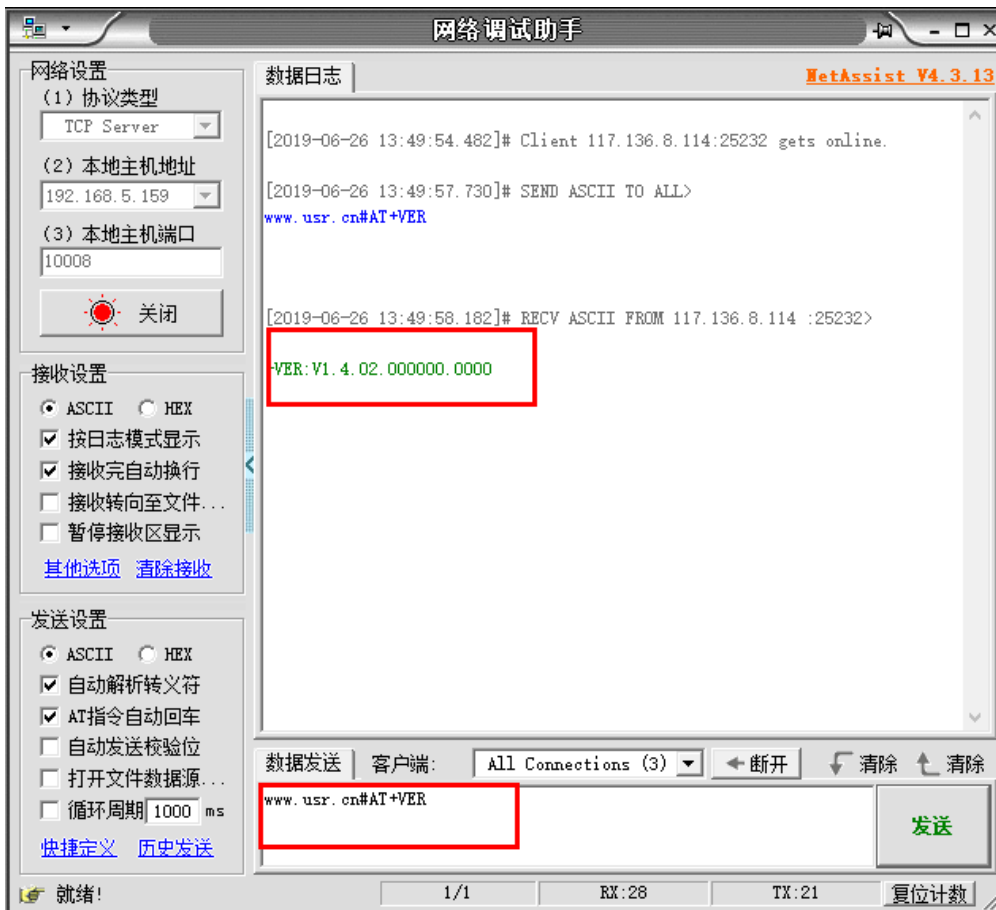 网络调试助手
网络设置
(1) 协议类型
TCP Server
(2) 本地主机地址
192.168.5.159
(3) 本地主机端口
10008
关闭
接收设置
ASCII HEX
按日志模式显示
接收完自动换行
接收转向至文件...
暂停接收区显示
其他选项 清除接收
发送设置
ASCII HEX
自动解析转义符
AT指令自动回车
自动发送校验位
打开文件数据源...
循环周期 1000 ms
快捷定义 历史发送
数据日志 NetAssist V4.3.13
[2019-06-26 13:49:54.482]# Client 117.136.8.114:25232 gets online.
[2019-06-26 13:49:57.730]# SEND ASCII TO ALL>
www.usr.cn#AT+VER
[2019-06-26 13:49:58.182]# RECV ASCII FROM 117.136.8.114 :25232>
+VER:V1.4.02.000000.0000
数据发送 客户端: All Connections (3) 断开 清除 清除
www.usr.cn#AT+VER
发送
就绪! 1/1 RX:28 TX:21 复位计数